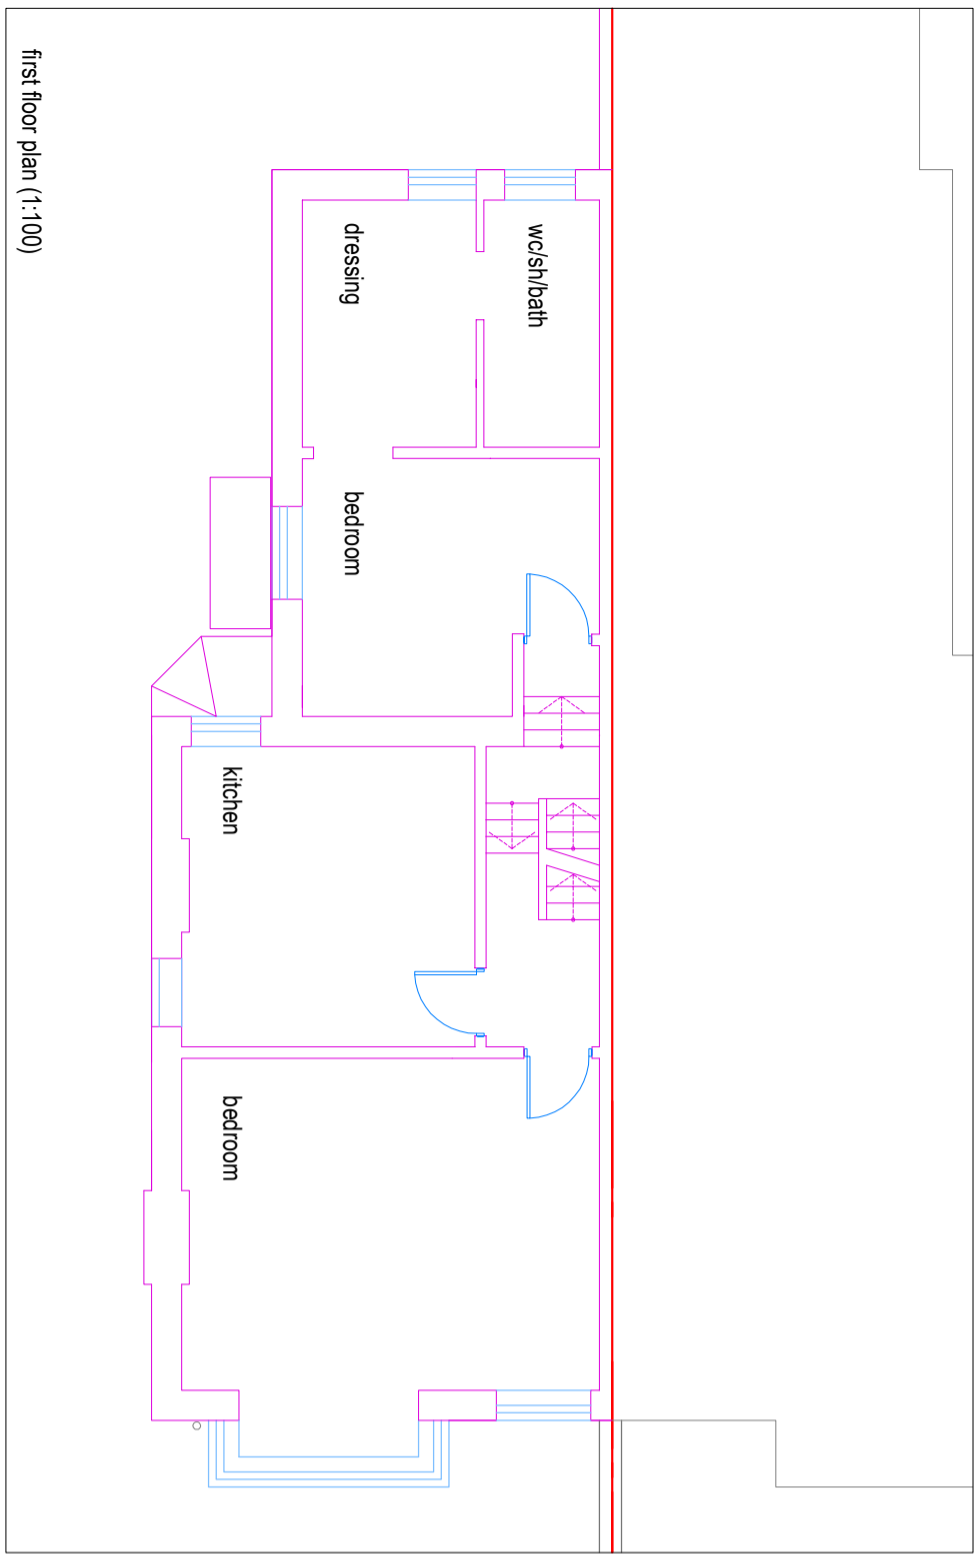 wc/sh/bath
dressing
bedroom
kitchen
bedroom
first floor plan (1:100)